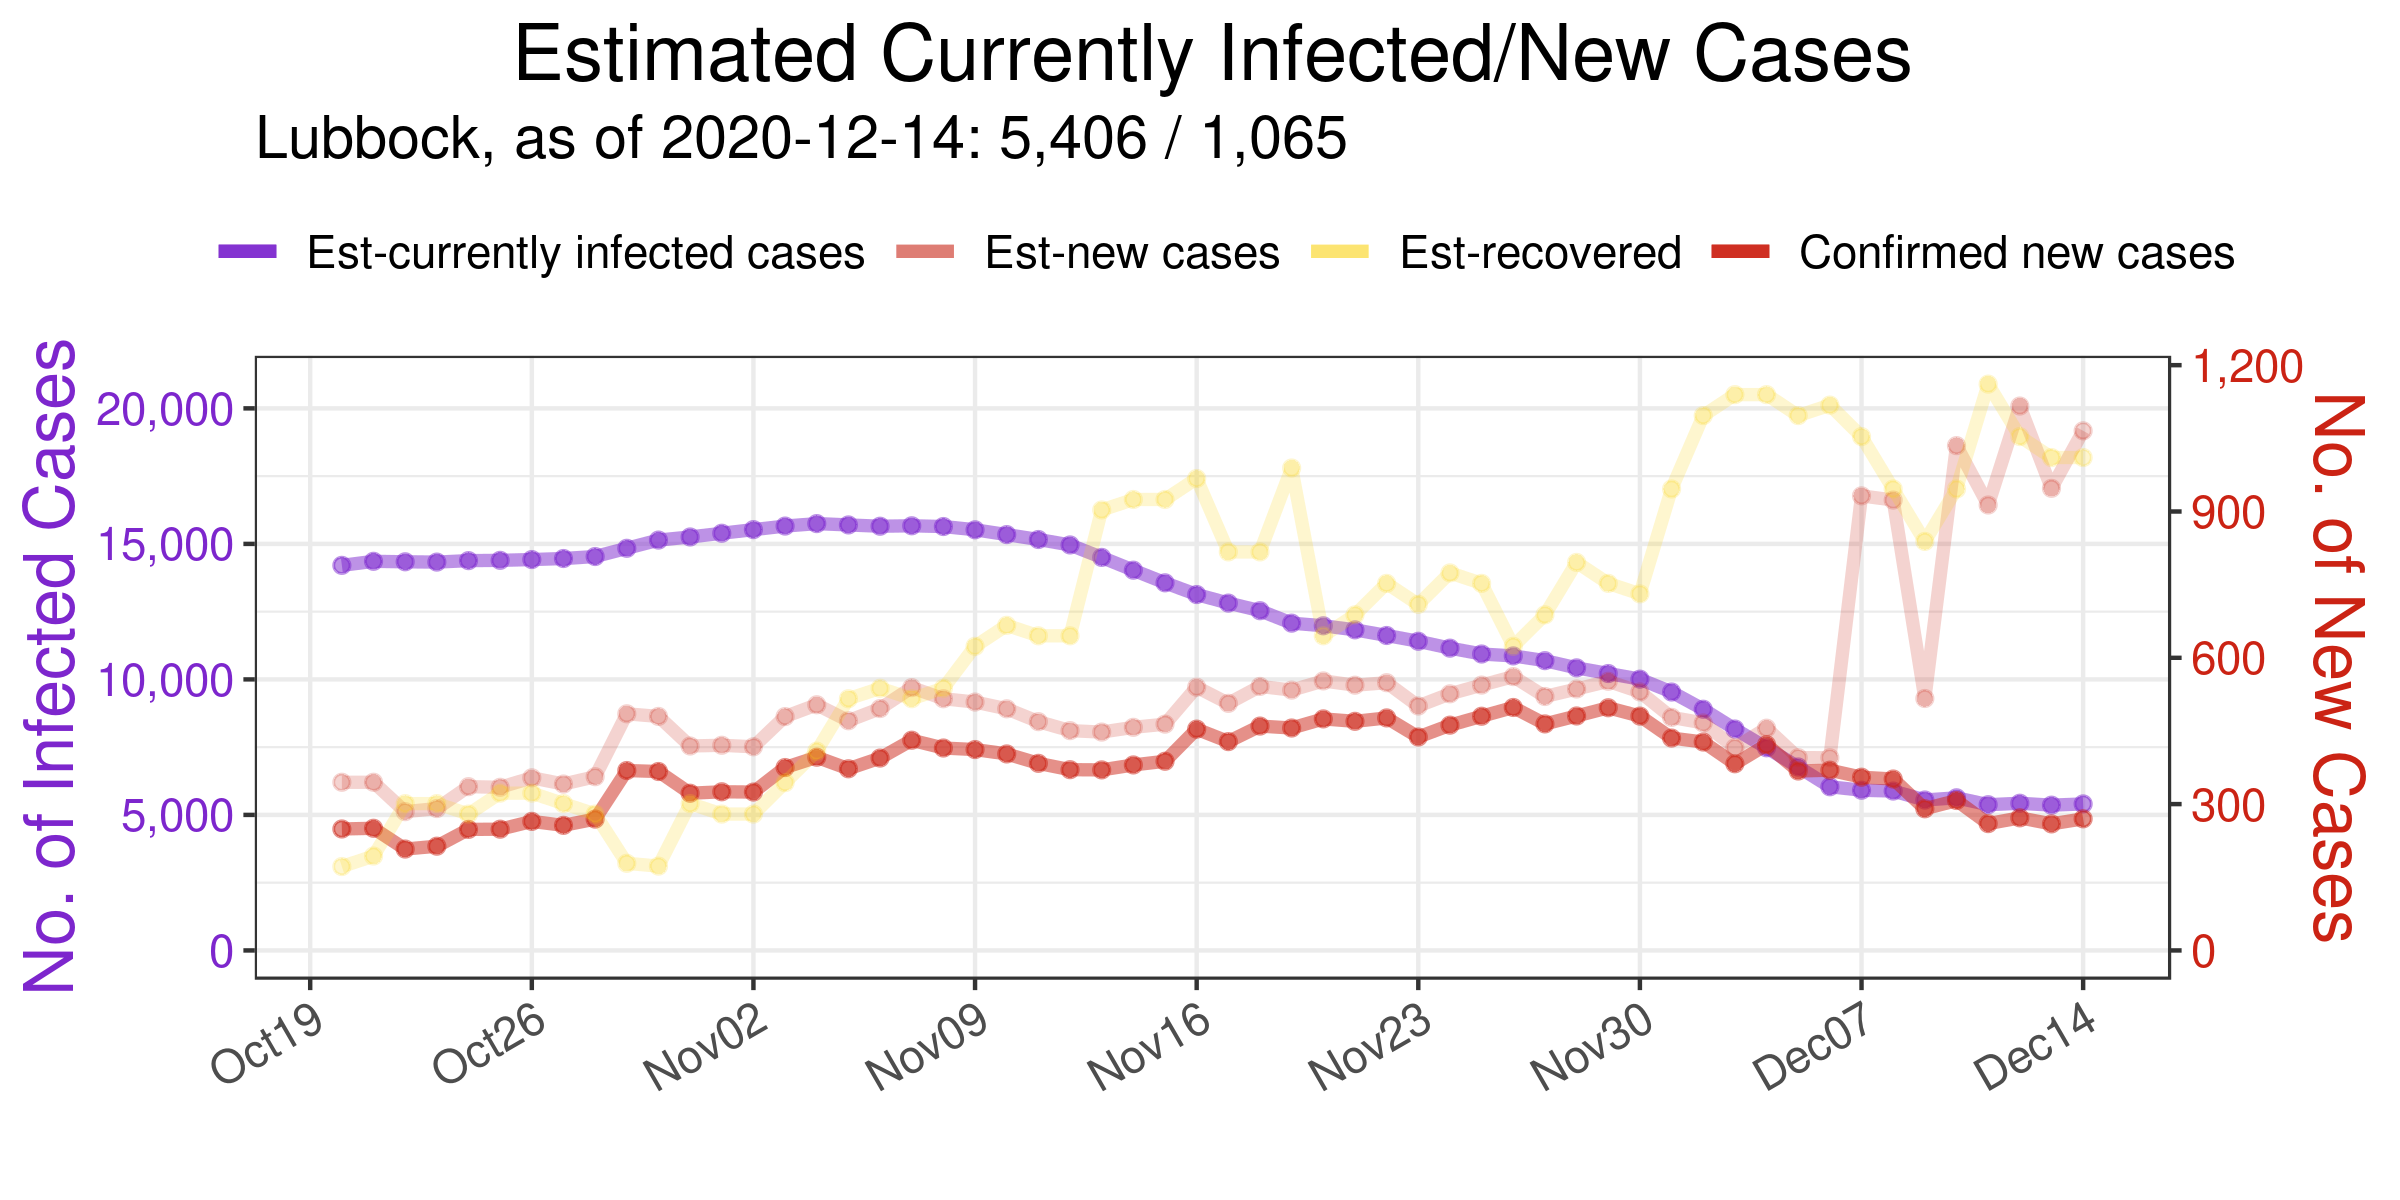 Estimated Currently Infected/New Cases
Lubbock, as of 2020-12-14: 5,406 / 1,065
Est-currently infected cases Est-new cases Est-recovered Confirmed new cases
No. of Infected Cases
20,000
15,000
10,000
5,000
0
1,200
900
600
300
0
No. of New Cases
Oct19 Oct26 Nov02 Nov09 Nov16 Nov23 Nov30 Dec07 Dec14